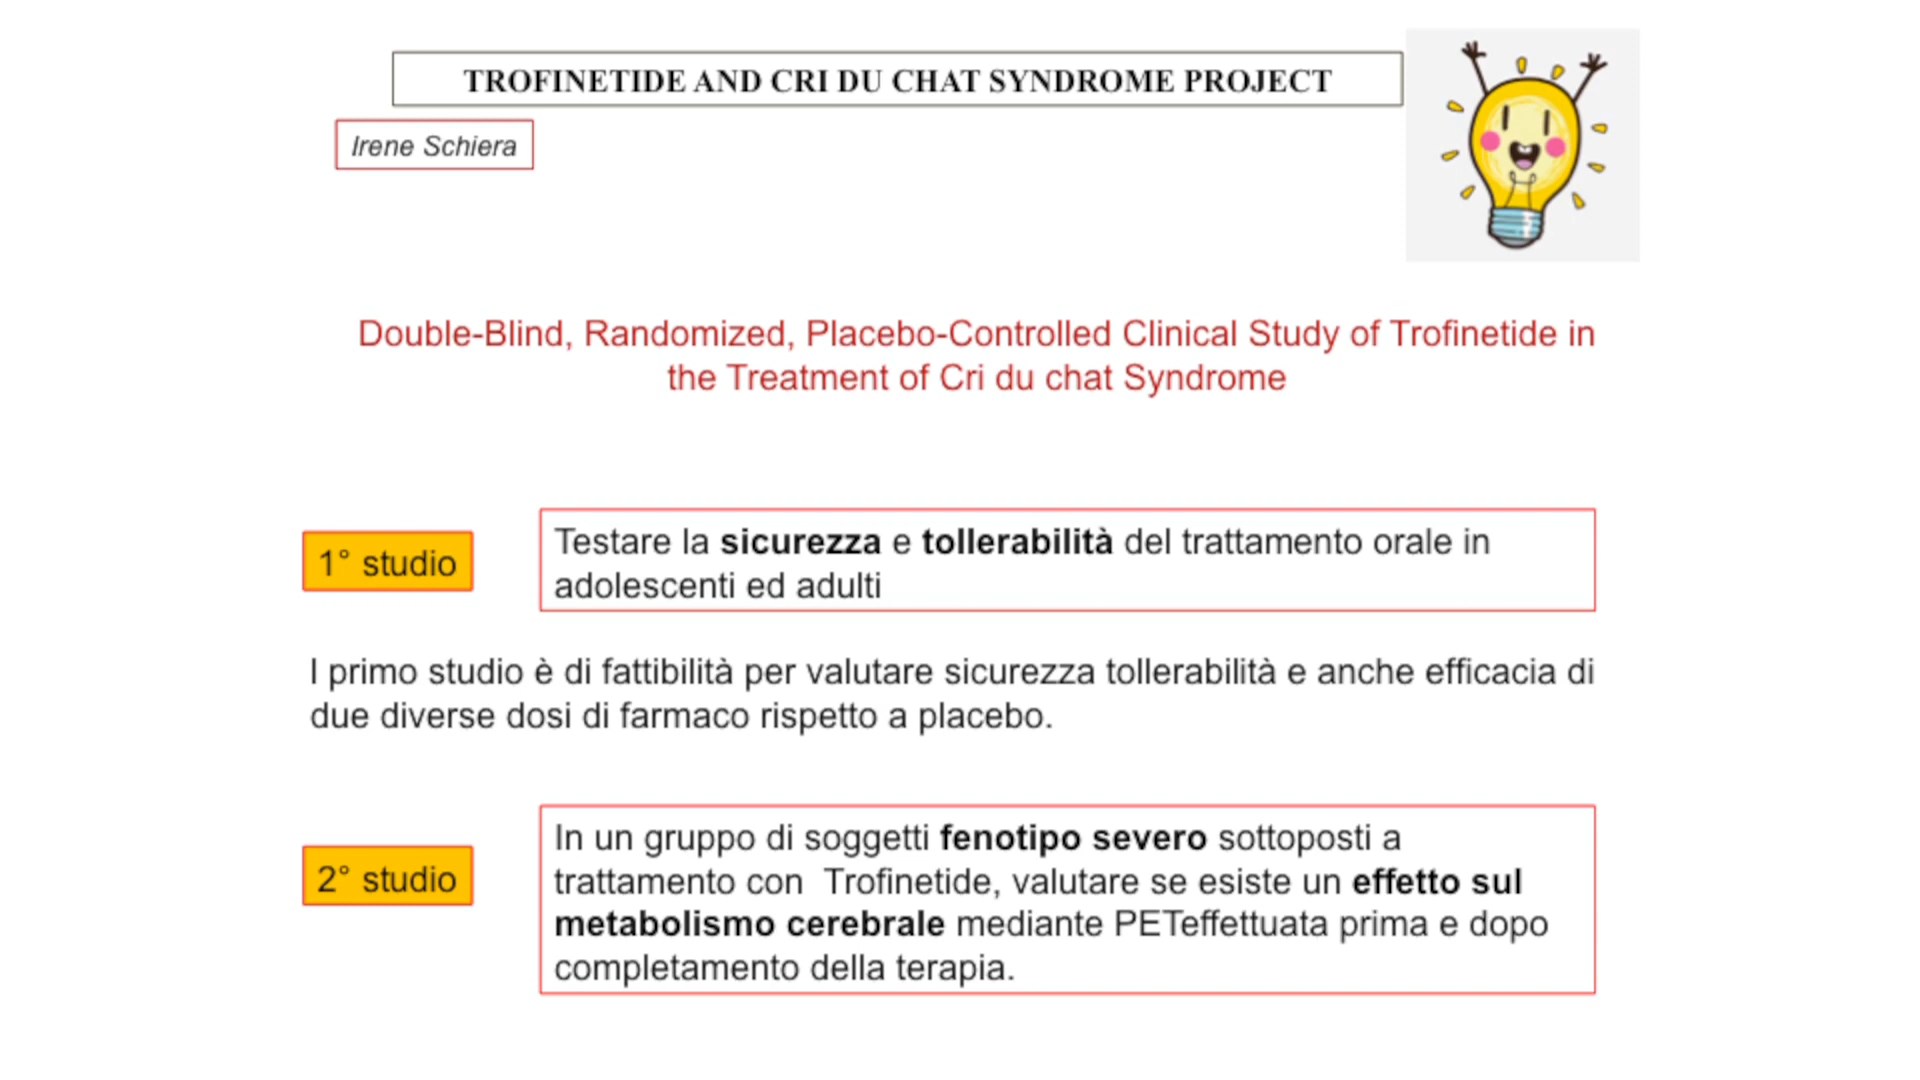 TROFINETIDE AND CRI DU CHAT SYNDROME PROJECT
Irene Schiera
Double-Blind, Randomized, Placebo-Controlled Clinical Study of Trofinetide in
the Treatment of Cri du chat Syndrome
1° studio
Testare la sicurezza e tollerabilità del trattamento orale in
adolescenti ed adulti
I primo studio è di fattibilità per valutare sicurezza tollerabilità e anche efficacia di
due diverse dosi di farmaco rispetto a placebo.
2° studio
In un gruppo di soggetti fenotipo severo sottoposti a
trattamento con  Trofinetide, valutare se esiste un effetto sul
metabolismo cerebrale mediante PETeffettuata prima e dopo
completamento della terapia.